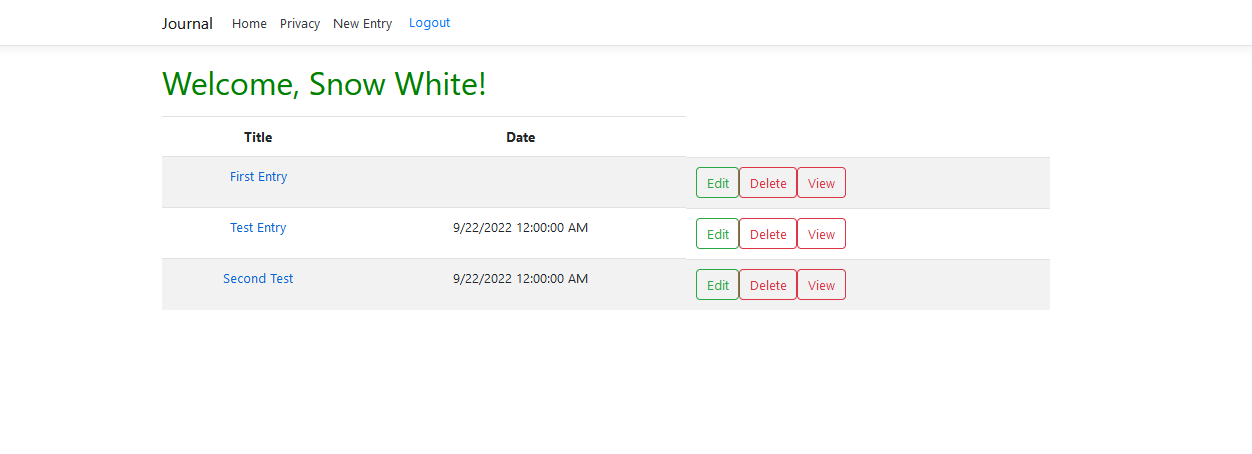 Journal Home Privacy New Entry Logout
Welcome, Snow White!
Title Date
First Entry Edit Delete View
Test Entry 9/22/2022 12:00:00 AM Edit Delete View
Second Test 9/22/2022 12:00:00 AM Edit Delete View